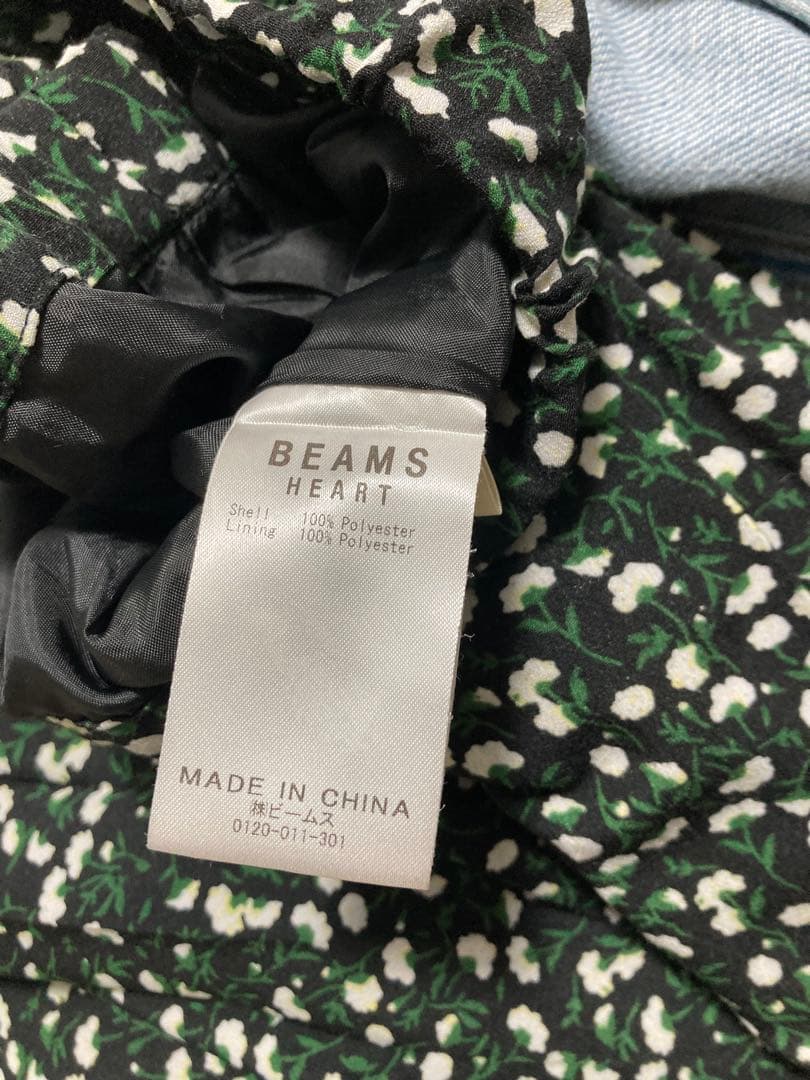 BEAMS
HEART
Shell 100% Polyester
Lining 100% Polyester
MADE IN CHINA
㈱ビームス
0120-011-301